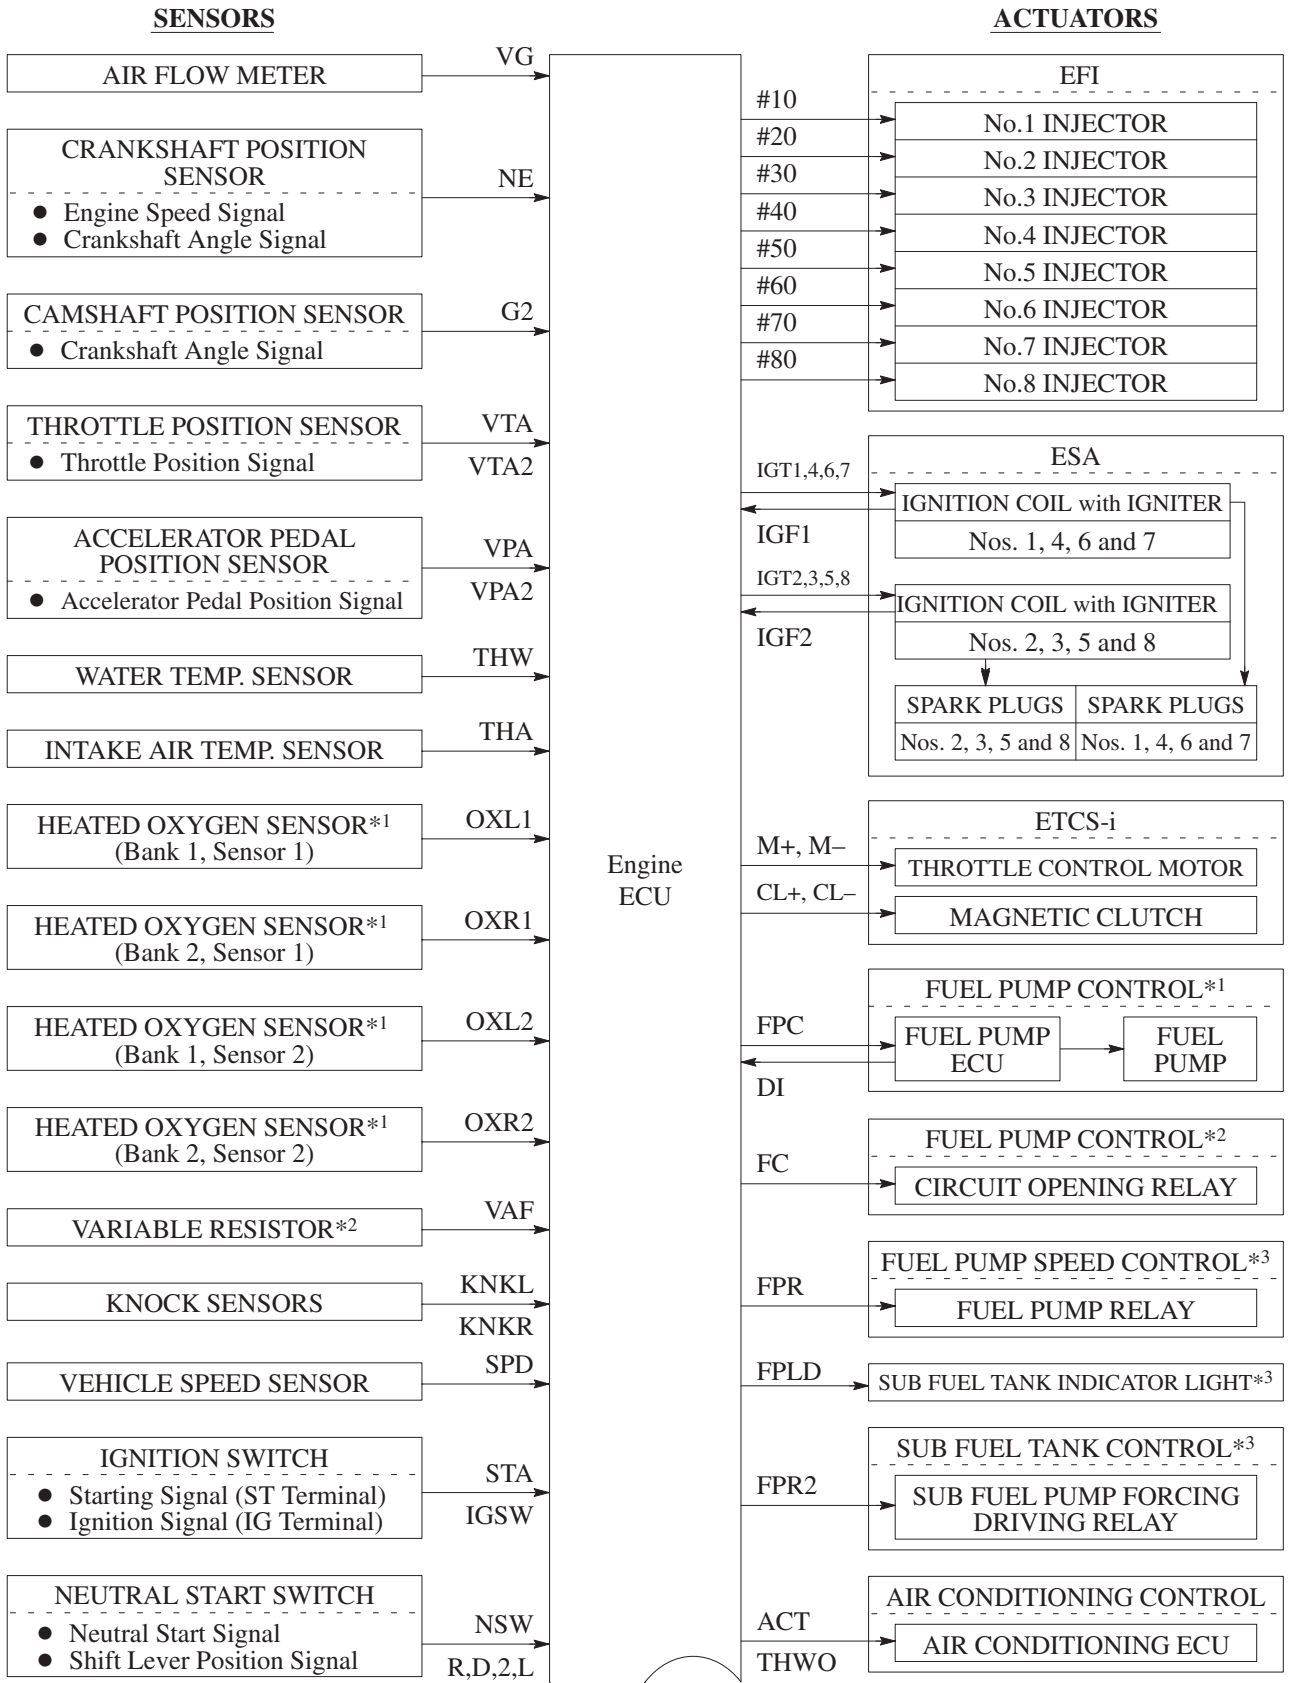 SENSORS
AIR FLOW METER
VG
CRANKSHAFT POSITION
SENSOR
● Engine Speed Signal
● Crankshaft Angle Signal
NE
CAMSHAFT POSITION SENSOR
● Crankshaft Angle Signal
G2
THROTTLE POSITION SENSOR
● Throttle Position Signal
VTA
VTA2
ACCELERATOR PEDAL
POSITION SENSOR
● Accelerator Pedal Position Signal
VPA
VPA2
WATER TEMP. SENSOR
THW
INTAKE AIR TEMP. SENSOR
THA
HEATED OXYGEN SENSOR*1
(Bank 1, Sensor 1)
OXL1
HEATED OXYGEN SENSOR*1
(Bank 2, Sensor 1)
OXR1
HEATED OXYGEN SENSOR*1
(Bank 1, Sensor 2)
OXL2
HEATED OXYGEN SENSOR*1
(Bank 2, Sensor 2)
OXR2
VARIABLE RESISTOR*2
VAF
KNOCK SENSORS
KNKL
KNKR
VEHICLE SPEED SENSOR
SPD
IGNITION SWITCH
● Starting Signal (ST Terminal)
● Ignition Signal (IG Terminal)
STA
IGSW
NEUTRAL START SWITCH
● Neutral Start Signal
● Shift Lever Position Signal
NSW
R,D,2,L
Engine
ECU
ACTUATORS
EFI
#10
No.1 INJECTOR
#20
No.2 INJECTOR
#30
No.3 INJECTOR
#40
No.4 INJECTOR
#50
No.5 INJECTOR
#60
No.6 INJECTOR
#70
No.7 INJECTOR
#80
No.8 INJECTOR
ESA
IGT1,4,6,7
IGNITION COIL with IGNITER
IGF1
Nos. 1, 4, 6 and 7
IGT2,3,5,8
IGNITION COIL with IGNITER
IGF2
Nos. 2, 3, 5 and 8
SPARK PLUGS
Nos. 2, 3, 5 and 8
SPARK PLUGS
Nos. 1, 4, 6 and 7
ETCS-i
M+, M–
THROTTLE CONTROL MOTOR
CL+, CL–
MAGNETIC CLUTCH
FUEL PUMP CONTROL*1
FPC
DI
FUEL PUMP
ECU
FUEL
PUMP
FUEL PUMP CONTROL*2
FC
CIRCUIT OPENING RELAY
FUEL PUMP SPEED CONTROL*3
FPR
FUEL PUMP RELAY
FPLD
SUB FUEL TANK INDICATOR LIGHT*3
SUB FUEL TANK CONTROL*3
FPR2
SUB FUEL PUMP FORCING
DRIVING RELAY
AIR CONDITIONING CONTROL
ACT
THWO
AIR CONDITIONING ECU